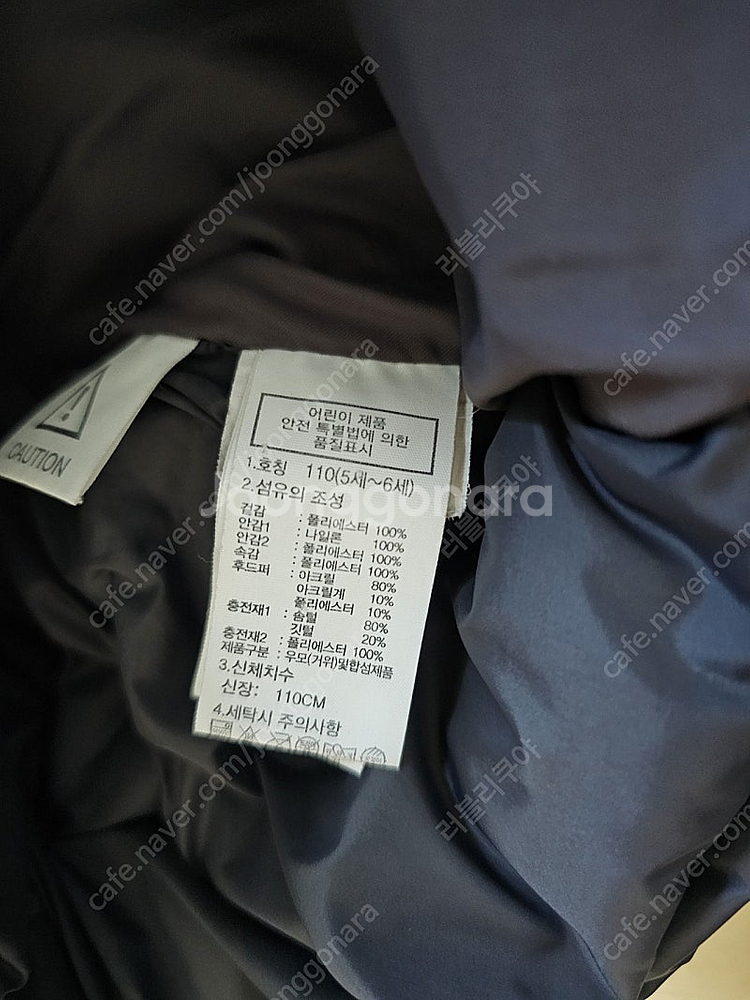 어린이 제품
안전 특별법에 의한
품질표시
1.호칭 110(5세~6세)
2.섬유의 조성
겉감 : 폴리에스터 100%
안감1 : 나일론 100%
안감2 : 폴리에스터 100%
속감 : 폴리에스터 100%
후드퍼 : 아크릴 80%
아크릴계 10%
폴리에스터 10%
충전재1 : 솜털 80%
깃털 20%
충전재2 : 폴리에스터 100%
제품구분 : 우모(거위)및합성제품
3.신체치수
신장: 110CM
4.세탁시 주의사항
CAUTION
joonggonara
cafe.naver.com/joonggonara
러블리쿠야